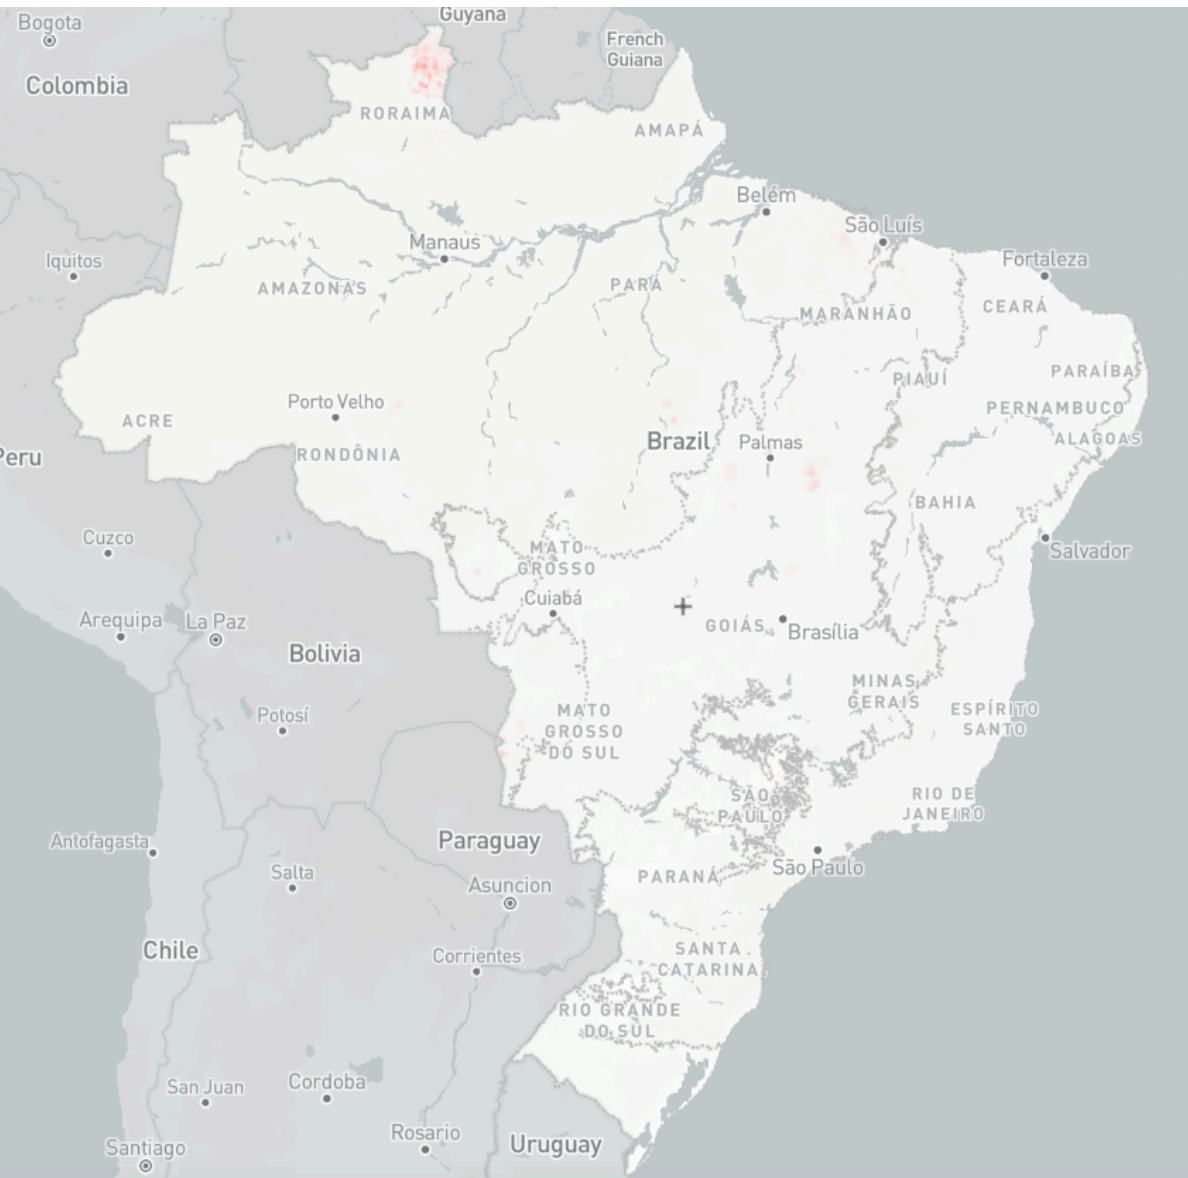 Guyana
Bogota
French
Guiana
Colombia
RORAIMA
AMAPÁ
Belém
São Luís
Manaus
Fortaleza
Iquitos
AMAZONAS
PARÁ
CEARÁ
MARANHÃO
PARAÍBA
PIAUÍ
Porto Velho
PERNAMBUCO
ACRE
Brazil
Palmas
ALAGOAS
Peru
RONDÔNIA
BAHIA
Cuzco
MATO
GROSSO
Salvador
Cuiabá
Arequipa
La Paz
GOIÁS
Brasília
Bolivia
MINAS
GERAIS
Potosí
MATO
GROSSO
DO SUL
ESPÍRITO
SANTO
SÃO
PAULO
RIO DE
JANEIRO
Antofagasta
Paraguay
São Paulo
Salta
Asuncion
PARANÁ
Chile
Corrientes
SANTA
CATARINA
RIO GRANDE
DO SUL
San Juan
Cordoba
Rosario
Uruguay
Santiago